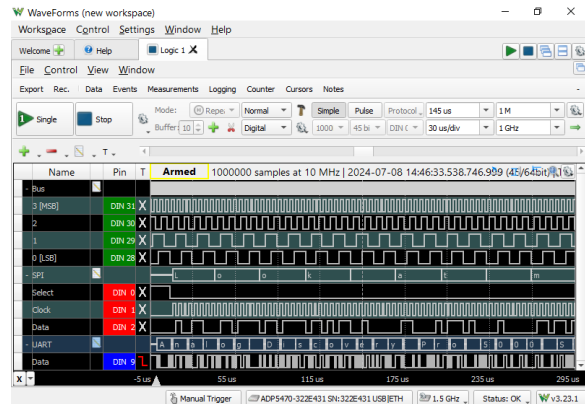 WaveForms (new workspace)
Workspace Control Settings Window Help
Welcome Help Logic 1
File Control View Window
Export Rec. Data Events Measurements Logging Counter Cursors Notes
Single Stop Mode: Repe. Normal Simple Pulse Protocol 145 us 1M
Buffer: 10 Digital 1000 45 bi DIN ( 30 us/div 1 GHz
T
Name Pin T Armed 1000000 samples at 10 MHz | 2024-07-08 14:46:33.538.746.999
Bus
3 [MSB] DIN 31 X
2 DIN 30 X
1 DIN 29 X
0 [LSB] DIN 28 X
SPI L o o k a t m
Select DIN 0 X
Clock DIN 1 X
Data DIN 2 X
UART A n a l o g D i s c o v e r y P r o 5 0 0 0 S
Data DIN 9
X -5 us 55 us 115 us 175 us 235 us 295 us
Manual Trigger ADP5470-322E431 SN:322E431 USB|ETH 1.5 GHz Status: OK v3.23.1